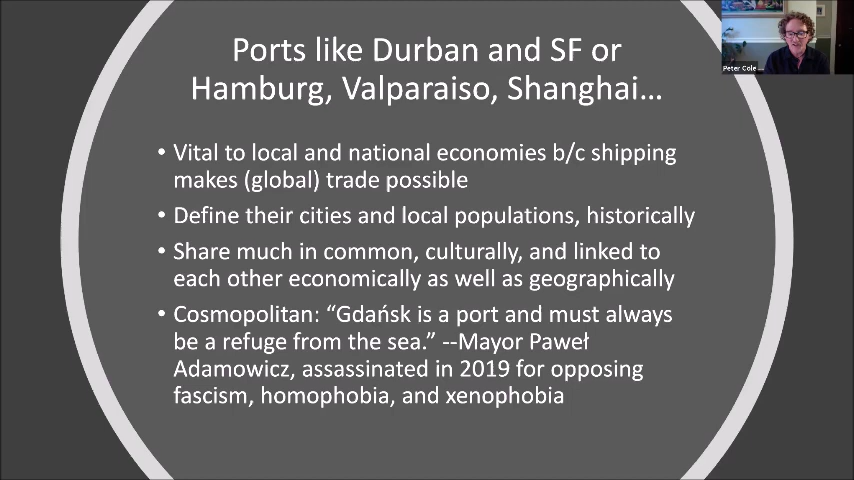 Ports like Durban and SF or
Hamburg, Valparaiso, Shanghai...
• Vital to local and national economies b/c shipping
makes (global) trade possible
• Define their cities and local populations, historically
• Share much in common, culturally, and linked to
each other economically as well as geographically
• Cosmopolitan: “Gdańsk is a port and must always
be a refuge from the sea.” --Mayor Paweł
Adamowicz, assassinated in 2019 for opposing
fascism, homophobia, and xenophobia
Peter Cole